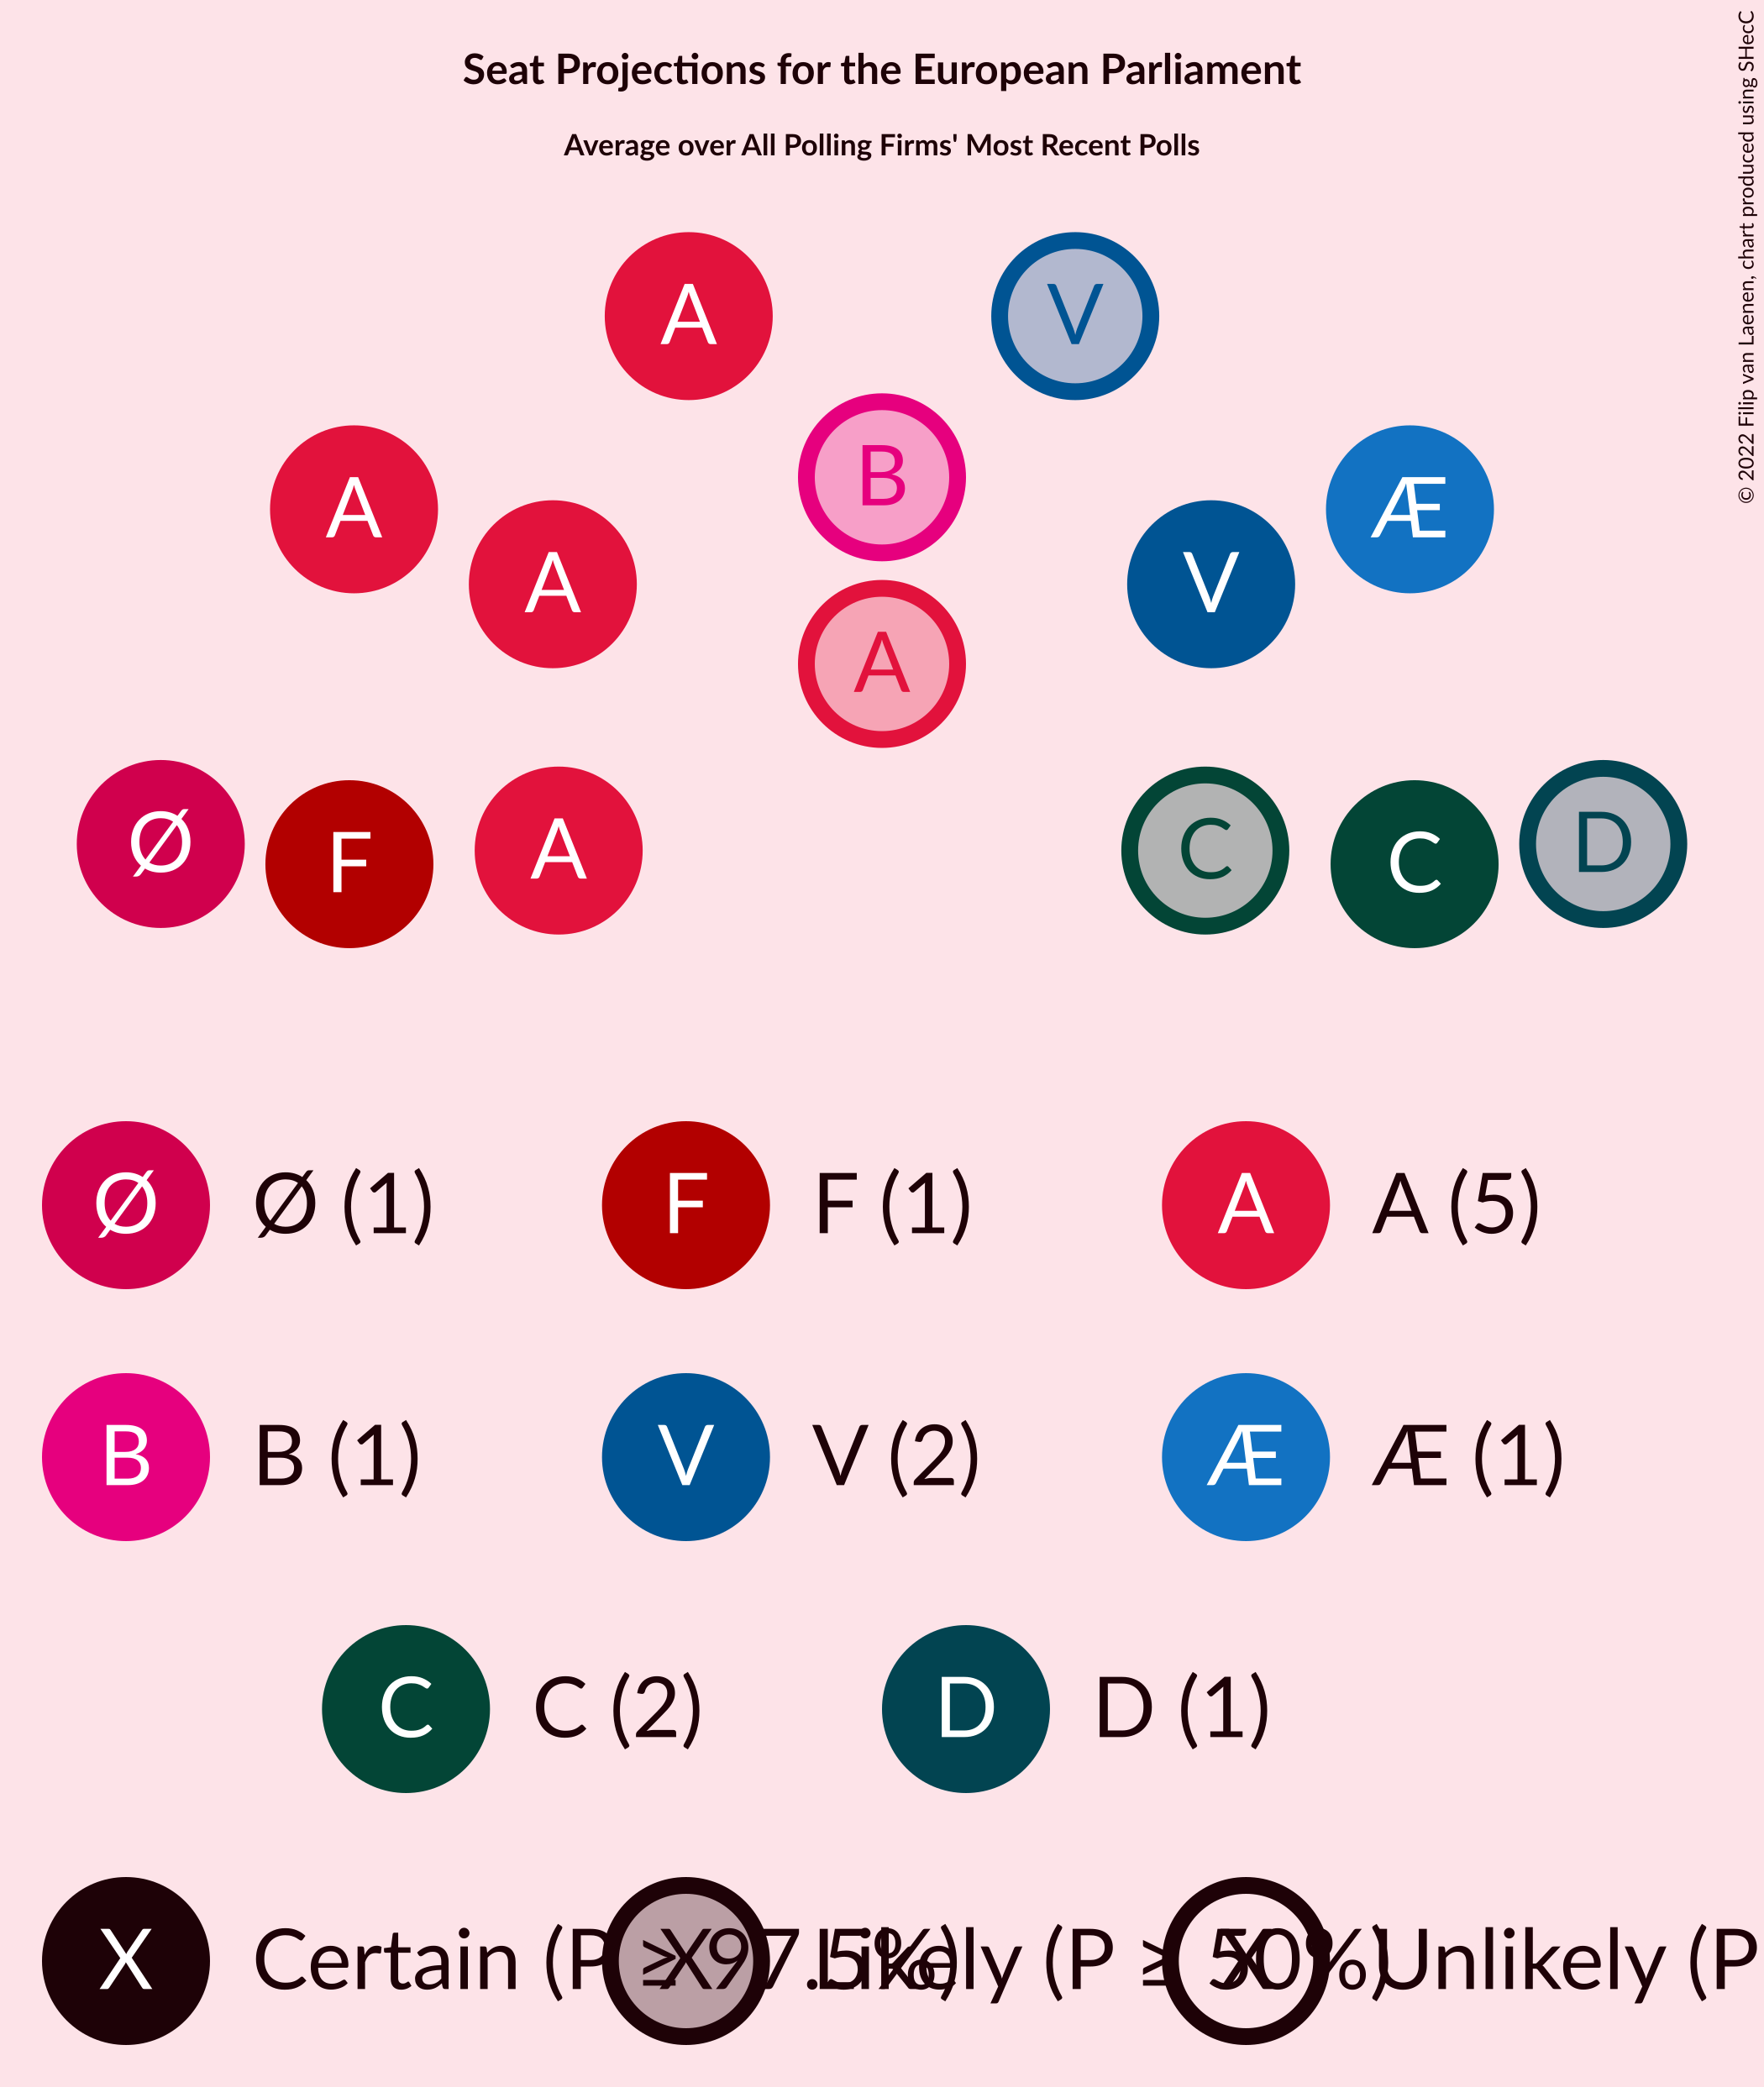 Seat Projections for the European Parliament
Average over All Polling Firms' Most Recent Polls
© 2022 Filip van Laenen, chart produced using SHecC
A V
B
A Æ
A V
A
Ø A C D
F C
Ø Ø (1) F F (1) A A (5)
B B (1) V V (2) Æ Æ (1)
C C (2) D D (1)
X Certain (P ≥ 97.5%) X Likely (P ≥ 50%) X Unlikely (P